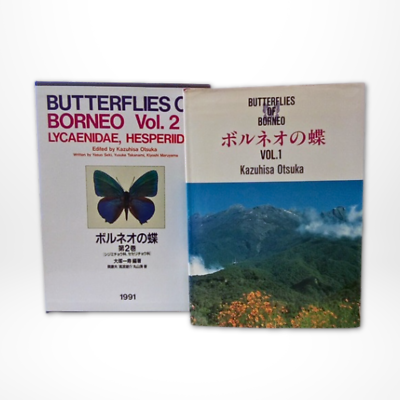 BUTTERFLIES O
BORNEO Vol. 2
LYCAENIDAE, HESPERIID
Edited by Kazuhisa Otsuka
ボルネオの蝶
第2巻
1991
BUTTERFLIES
OF
BORNEO
ボルネオの蝶
VOL.1
Kazuhisa Otsuka